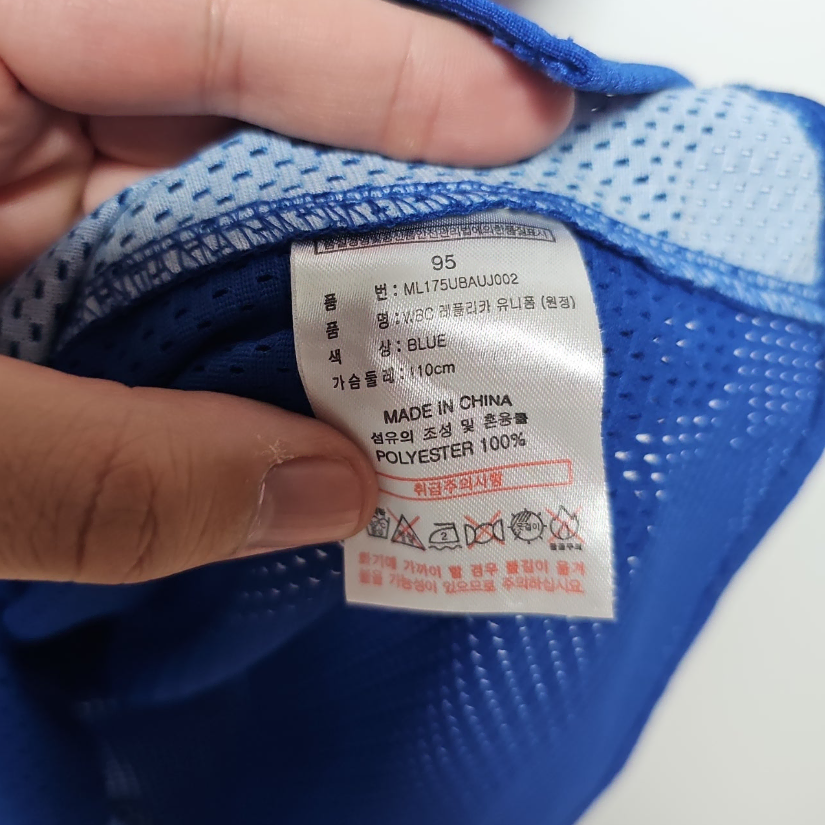 95
품 번 : ML175UBAUJ002
품 명 : WBC 레플리카 유니폼 (원정)
색 상 : BLUE
가슴둘레 : 110cm
MADE IN CHINA
섬유의 조성 및 혼용률
POLYESTER 100%
취급주의사항
2
화기에 가까이 할 경우 불길이 옮겨
붙을 가능성이 있으므로 주의하십시요.